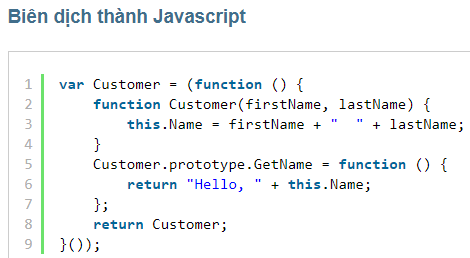 Biên dịch thành Javascript
1 var Customer = (function () {
2     function Customer(firstName, lastName) {
3         this.Name = firstName + "  " + lastName;
4     }
5     Customer.prototype.GetName = function () {
6         return "Hello, " + this.Name;
7     };
8     return Customer;
9 }());